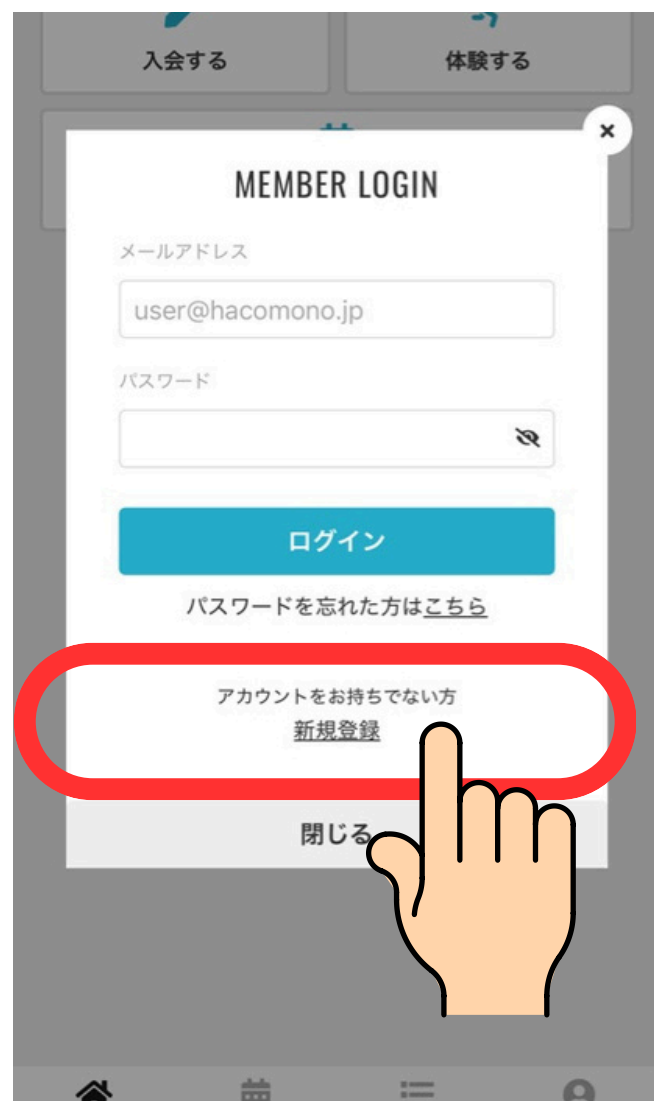 入会する
体験する
MEMBER LOGIN
メールアドレス
user@hacomono.jp
パスワード
ログイン
パスワードを忘れた方はこちら
アカウントをお持ちでない方
新規登録
閉じる